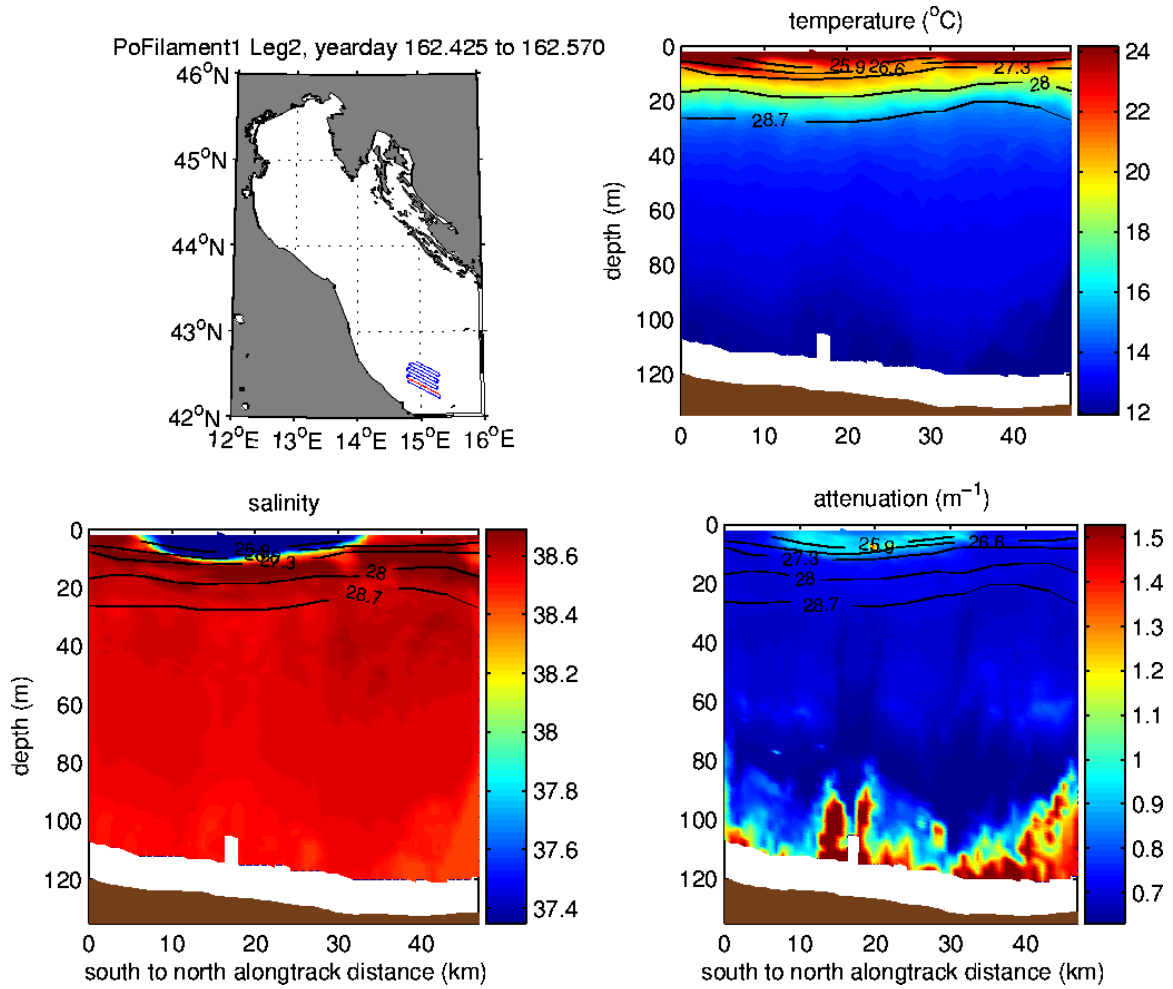 PoFilament1 Leg2, yearday 162.425 to 162.570
46°N
45°N
44°N
43°N
42°N
12°E 13°E 14°E 15°E 16°E
temperature (°C)
0
20
40
60
80
100
120
depth (m)
0 10 20 30 40
25.9 26.6 27.3
28
28.7
24
22
20
18
16
14
12
salinity
0
20
40
60
80
100
120
depth (m)
0 10 20 30 40
south to north alongtrack distance (km)
27.3
28
28.7
38.6
38.4
38.2
38
37.8
37.6
37.4
attenuation (m⁻¹)
0
20
40
60
80
100
120
0 10 20 30 40
south to north alongtrack distance (km)
25.9 26.6
27.3
28
28.7
1.5
1.4
1.3
1.2
1.1
1
0.9
0.8
0.7